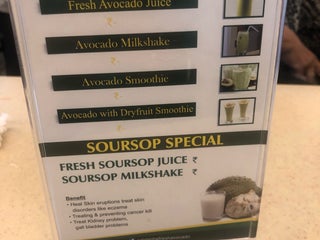 Fresh Avocado Juice
₹
Avocado Milkshake
₹
Avocado Smoothie
₹
Avocado with Dryfruit Smoothie
₹
SOURSOP SPECIAL
FRESH SOURSOP JUICE ₹
SOURSOP MILKSHAKE ₹
Benefit
• Heal Skin eruptions treat skin
disorders like eczema
• Treating & preventing cancer kit
• Treat Kidney problem,
gall bladder problems